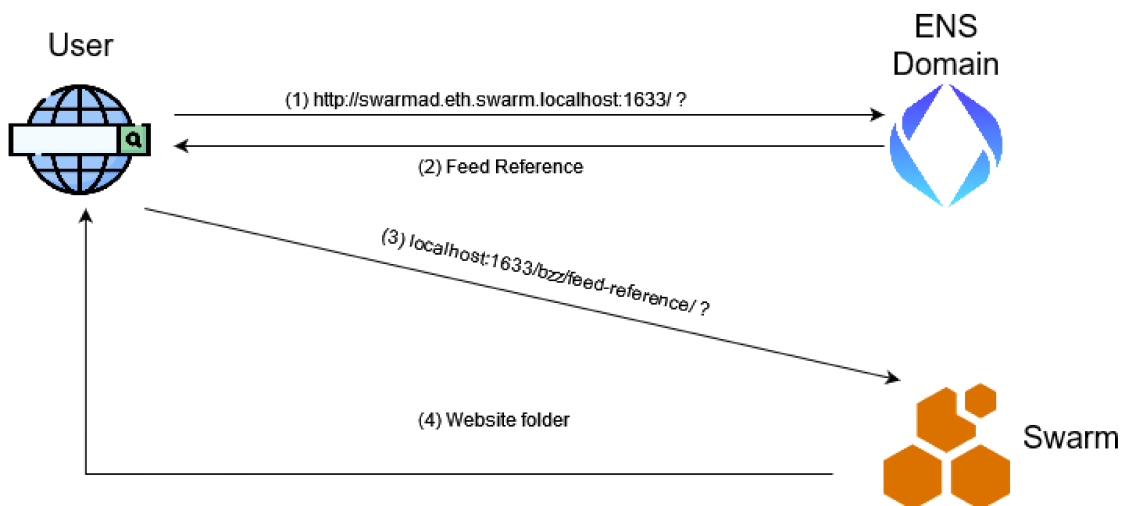 User
ENS
Domain
(1) http://swarmad.eth.swarm.localhost:1633/ ?
(2) Feed Reference
(3) localhost:1633/bzz/feed-reference/ ?
(4) Website folder
Swarm